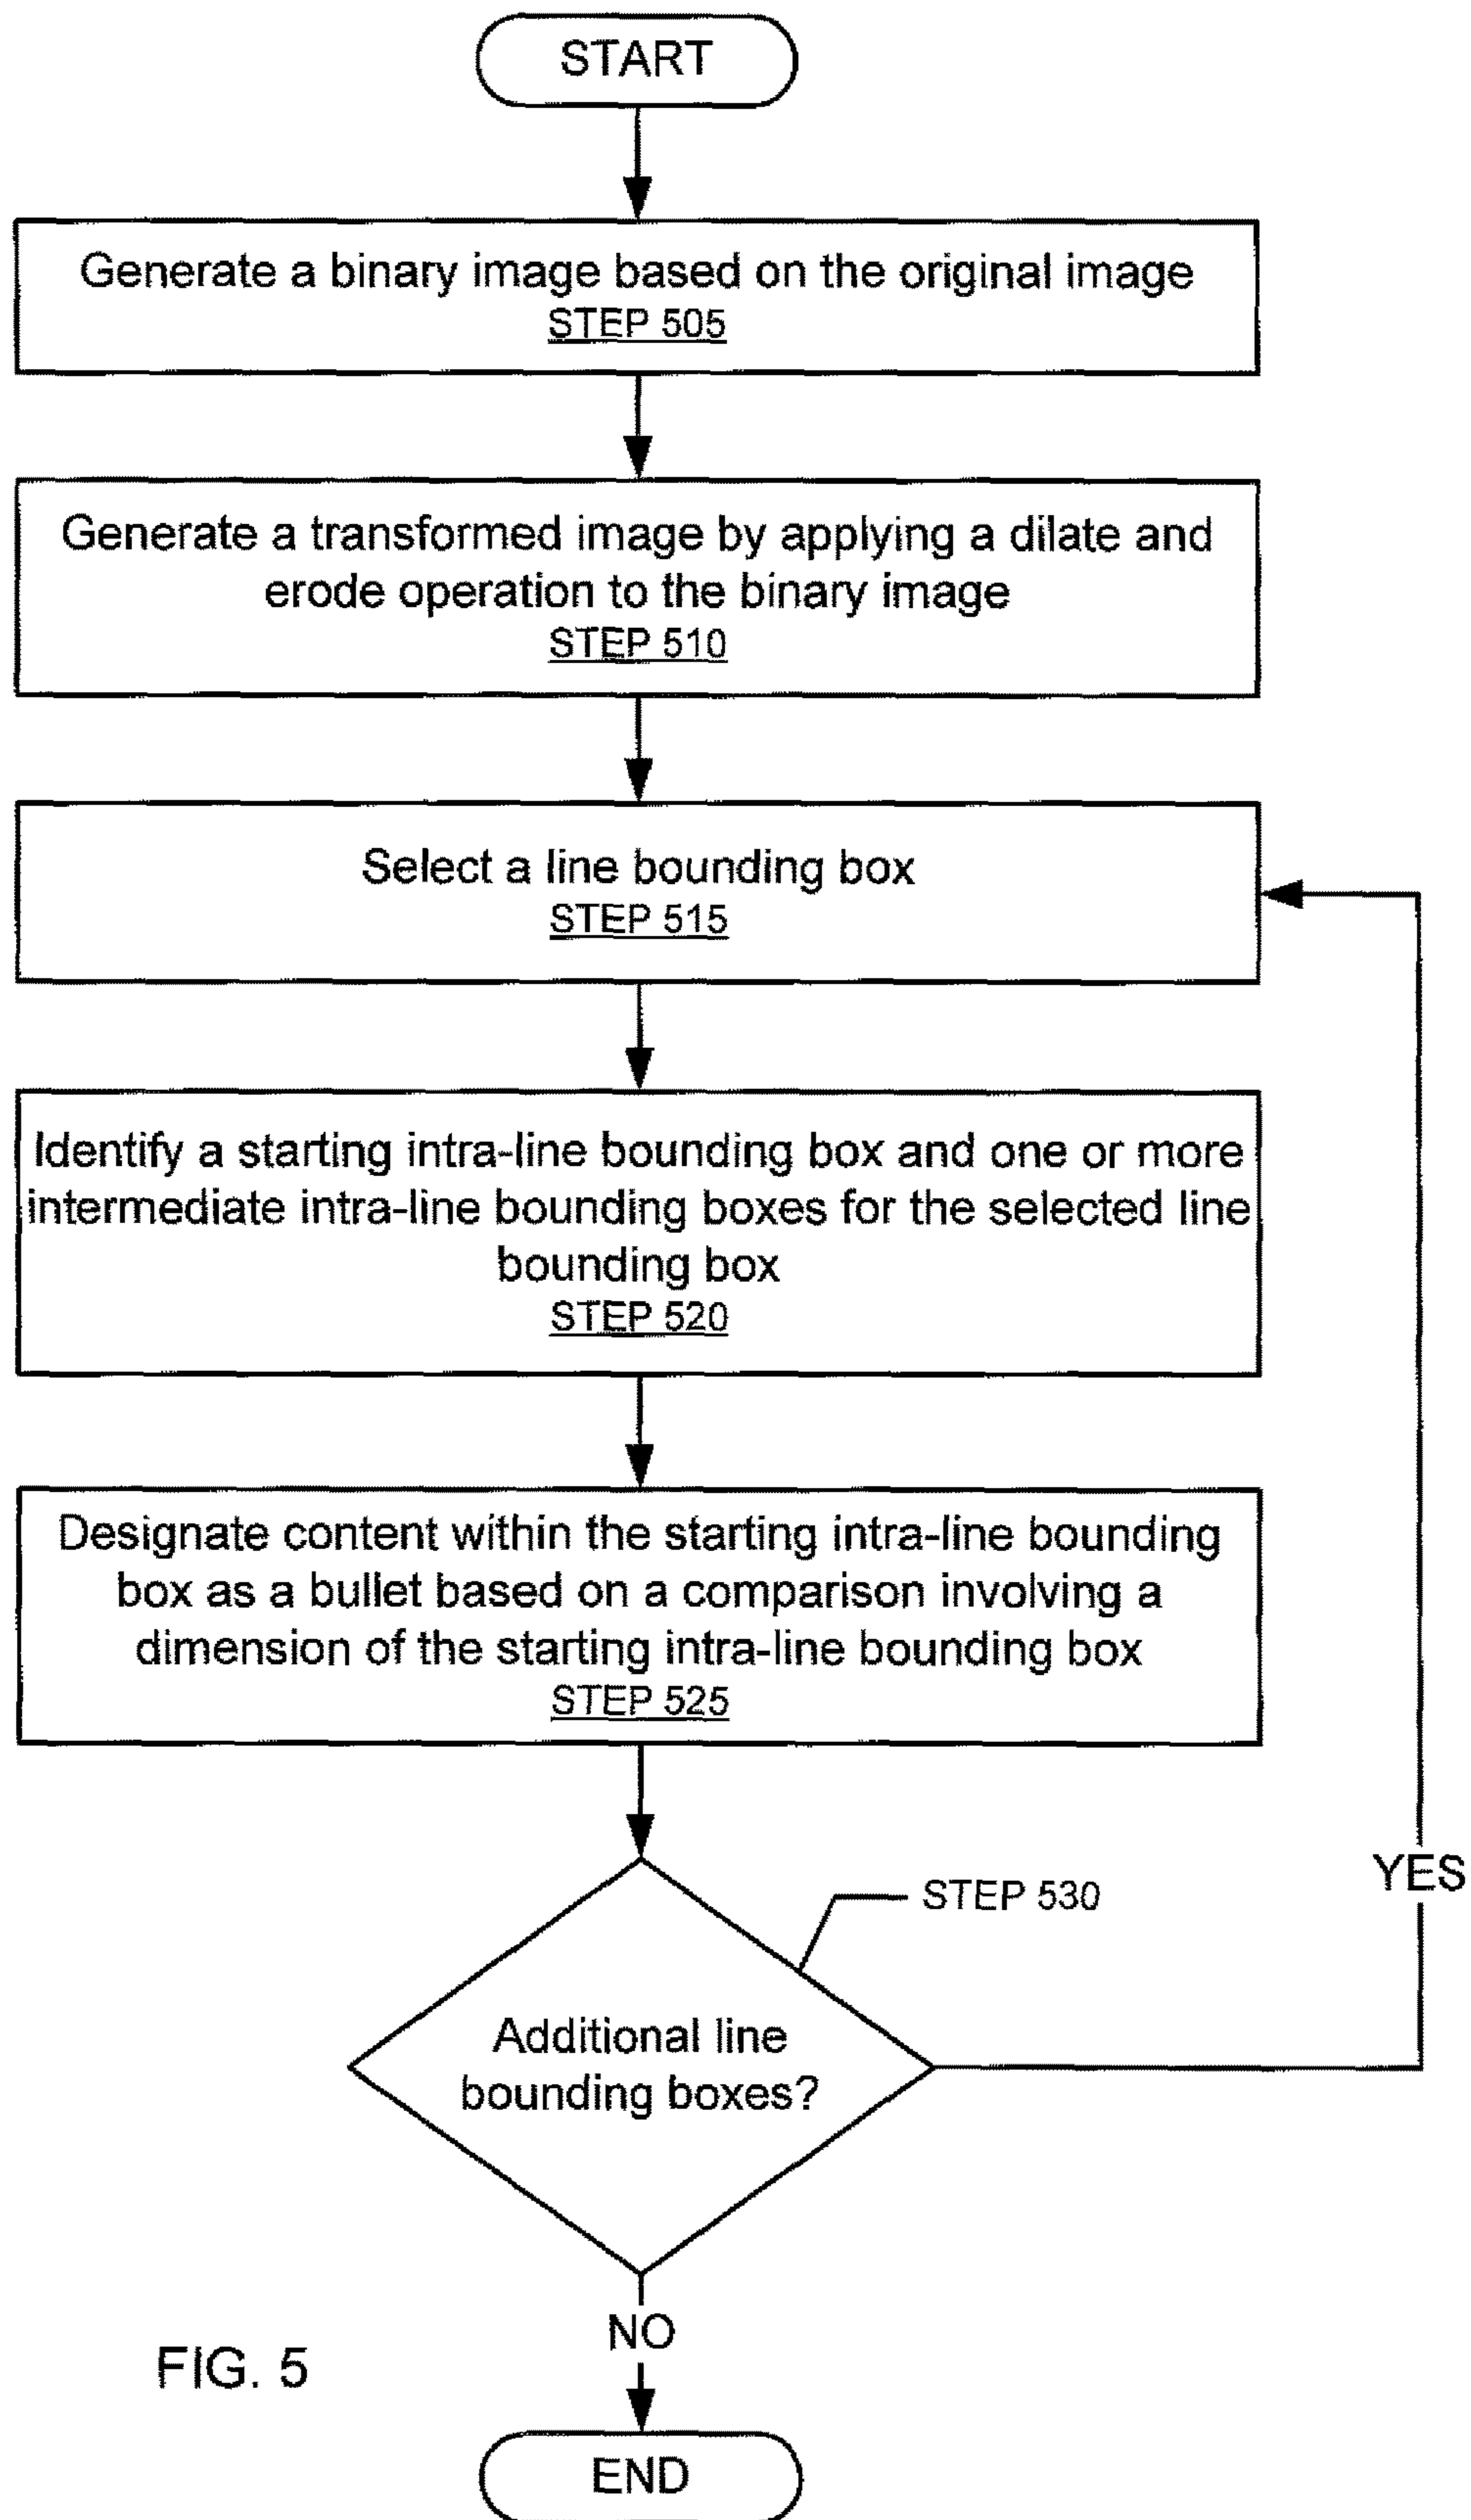 START
Generate a binary image based on the original image
STEP 505
Generate a transformed image by applying a dilate and
erode operation to the binary image
STEP 510
Select a line bounding box
STEP 515
Identify a starting intra-line bounding box and one or more
intermediate intra-line bounding boxes for the selected line
bounding box
STEP 520
Designate content within the starting intra-line bounding
box as a bullet based on a comparison involving a
dimension of the starting intra-line bounding box
STEP 525
YES
STEP 530
Additional line
bounding boxes?
NO
FIG. 5
END